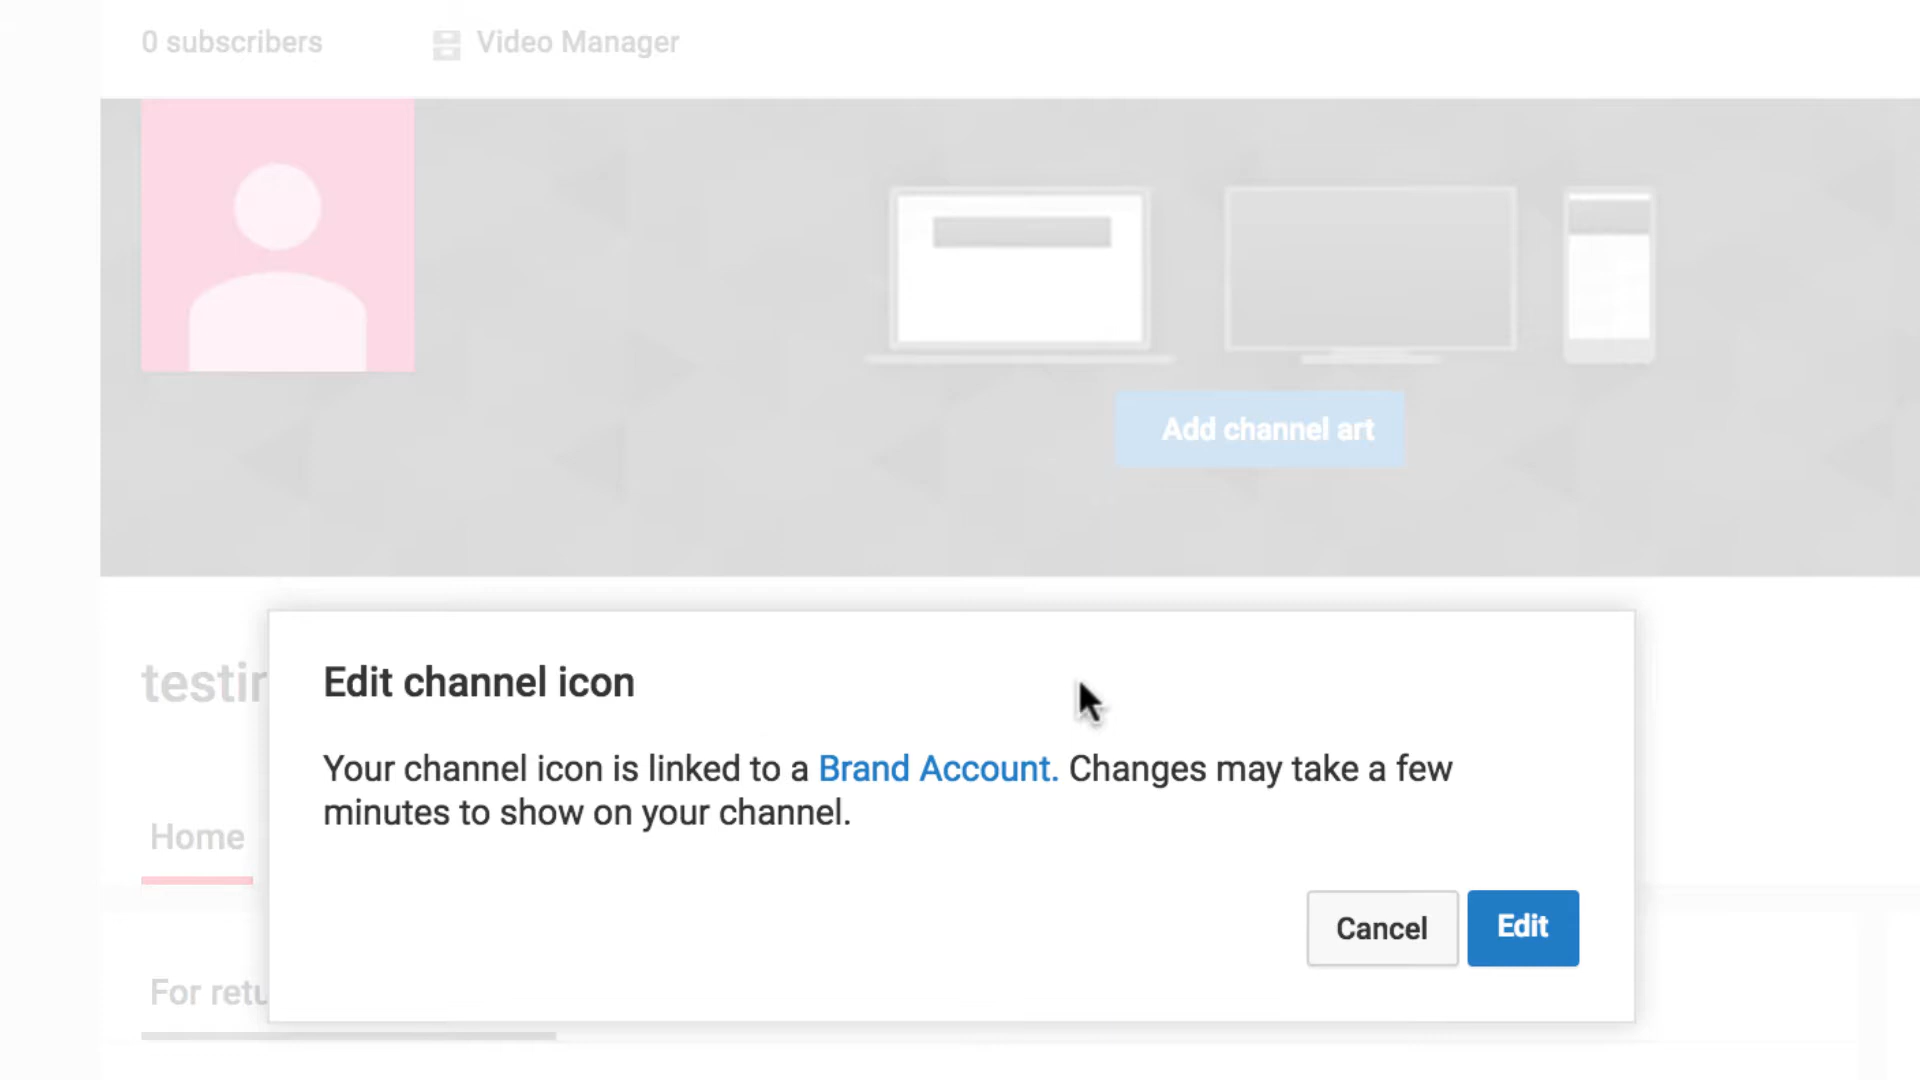 0 subscribers Video Manager
Add channel art
Edit channel icon
Your channel icon is linked to a Brand Account. Changes may take a few
minutes to show on your channel.
Home
Cancel Edit
For